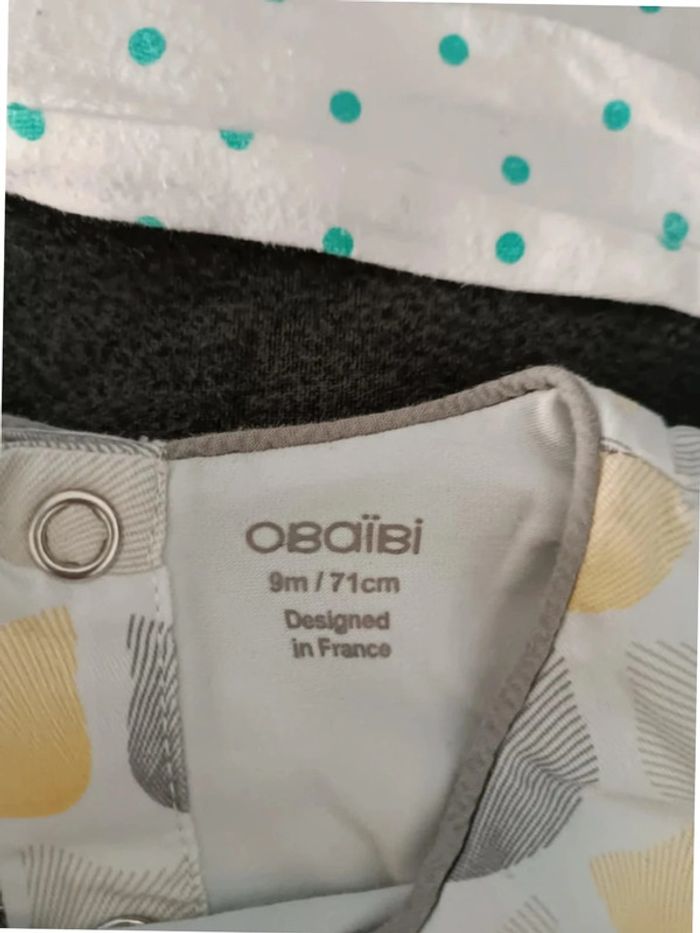 OBAÏBI
9m / 71cm
Designed
in France